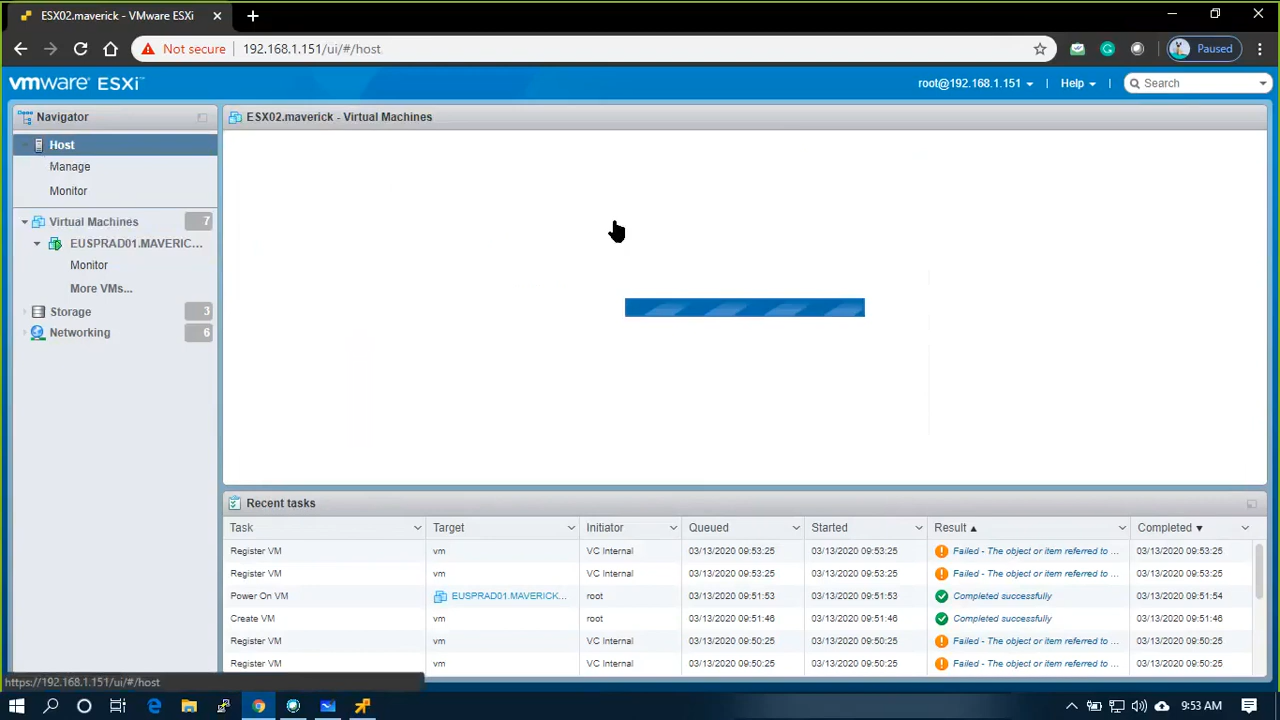 ESX02.maverick - VMware ESXi
Not secure
192.168.1.151/ui/#/host
Paused
vmware ESXi™
root@192.168.1.151
Help
Search
Navigator
Host
Manage
Monitor
Virtual Machines
7
EUSPRAD01.MAVERIC...
Monitor
More VMs...
Storage
3
Networking
6
ESX02.maverick - Virtual Machines
Recent tasks
Task Target Initiator Queued Started Result Completed
Register VM vm VC Internal 03/13/2020 09:53:25 03/13/2020 09:53:25 Failed - The object or item referred to ... 03/13/2020 09:53:25
Register VM vm VC Internal 03/13/2020 09:53:25 03/13/2020 09:53:25 Failed - The object or item referred to ... 03/13/2020 09:53:25
Power On VM EUSPRAD01.MAVERICK... root 03/13/2020 09:51:53 03/13/2020 09:51:53 Completed successfully 03/13/2020 09:51:54
Create VM vm root 03/13/2020 09:51:46 03/13/2020 09:51:46 Completed successfully 03/13/2020 09:51:46
Register VM vm VC Internal 03/13/2020 09:50:25 03/13/2020 09:50:25 Failed - The object or item referred to ... 03/13/2020 09:50:25
Register VM vm VC Internal 03/13/2020 09:50:25 03/13/2020 09:50:25 Failed - The object or item referred to ... 03/13/2020 09:50:25
https://192.168.1.151/ui/#/host
9:53 AM